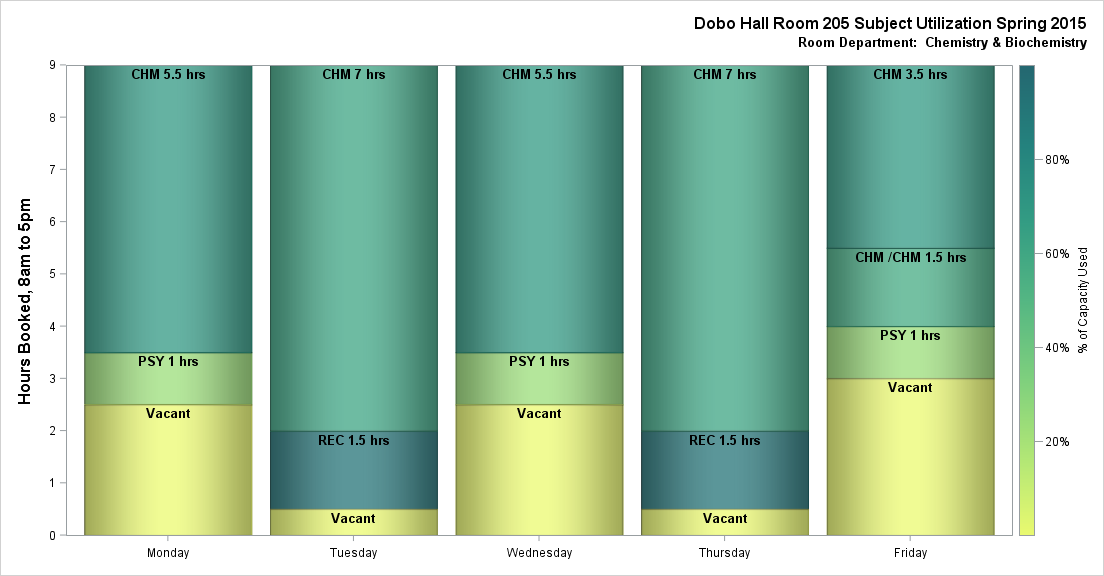 Dobo Hall Room 205 Subject Utilization Spring 2015
Room Department:  Chemistry & Biochemistry
Hours Booked, 8am to 5pm
9
8
7
6
5
4
3
2
1
0
CHM 5.5 hrs
PSY 1 hrs
Vacant
CHM 7 hrs
REC 1.5 hrs
Vacant
CHM 5.5 hrs
PSY 1 hrs
Vacant
CHM 7 hrs
REC 1.5 hrs
Vacant
CHM 3.5 hrs
CHM /CHM 1.5 hrs
PSY 1 hrs
Vacant
Monday
Tuesday
Wednesday
Thursday
Friday
80%
60%
40%
20%
% of Capacity Used